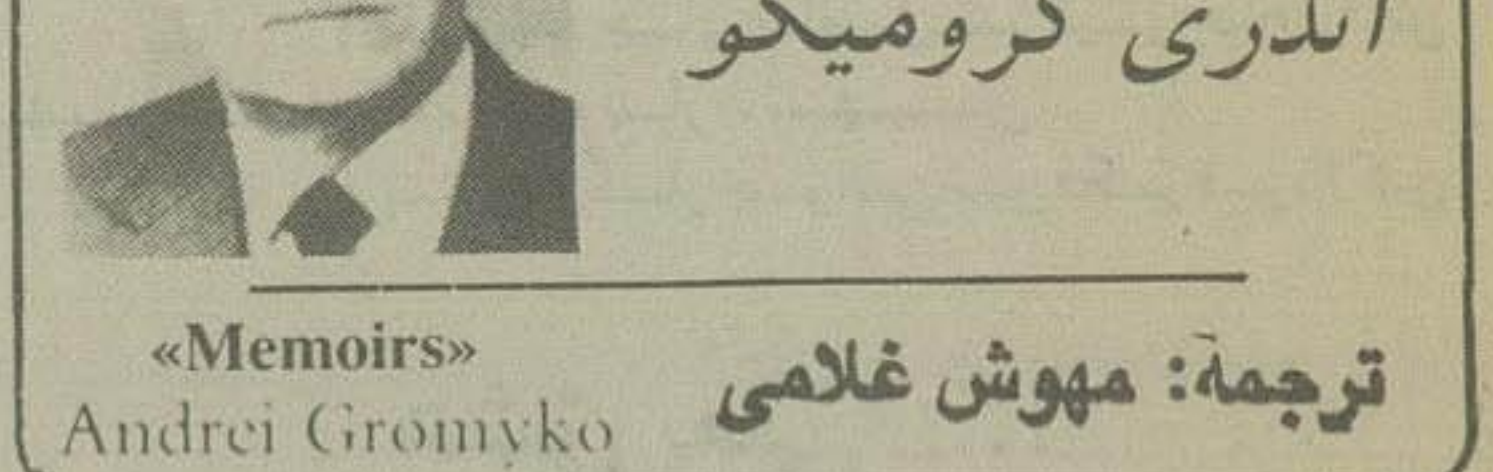 آندری گرومیکو
ترجمهٔ: مهوش غلامی
«Memoirs»
Andrei Gromyko